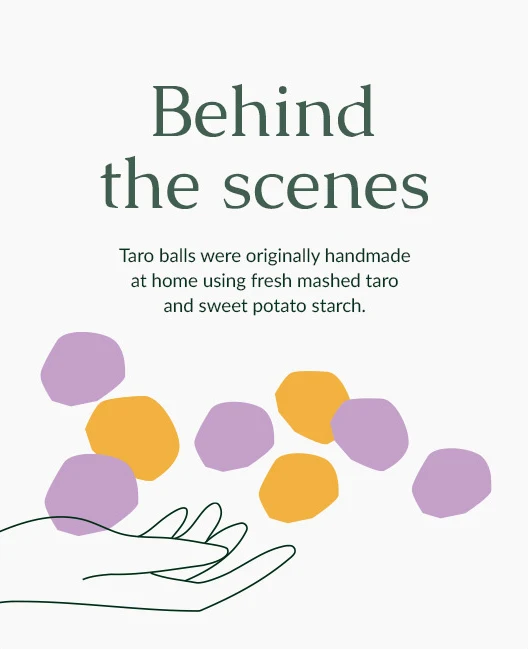 Behind
the scenes
Taro balls were originally handmade
at home using fresh mashed taro
and sweet potato starch.